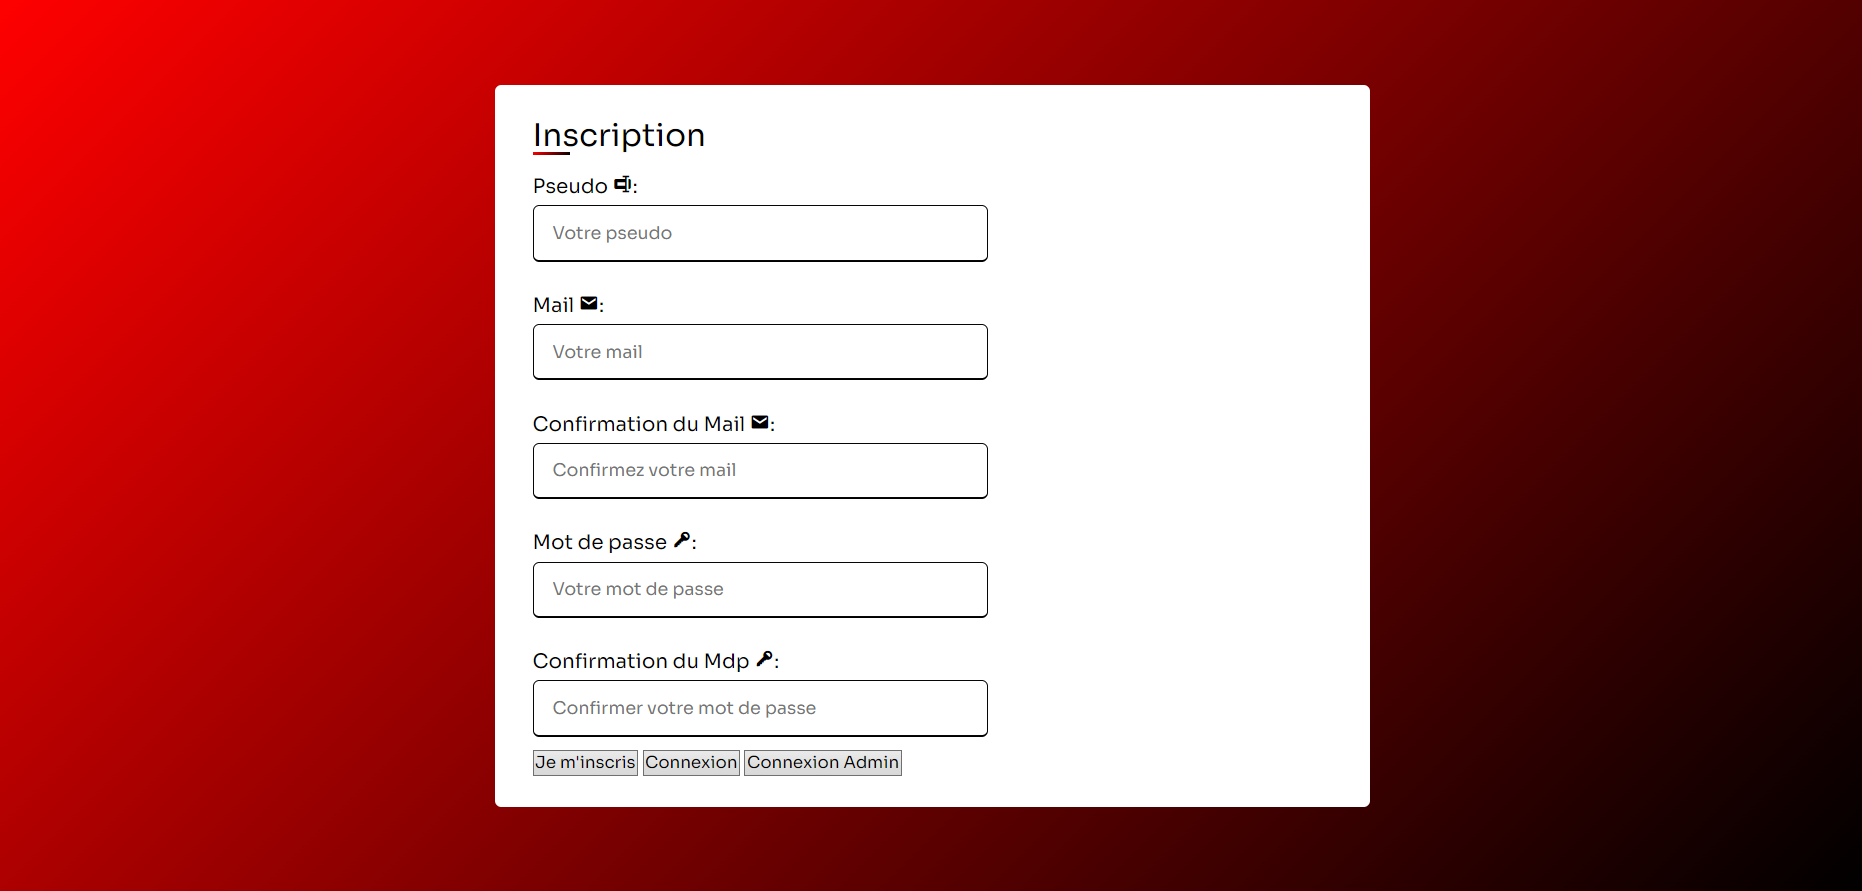 Inscription
Pseudo :
Votre pseudo
Mail :
Votre mail
Confirmation du Mail :
Confirmez votre mail
Mot de passe :
Votre mot de passe
Confirmation du Mdp :
Confirmer votre mot de passe
Je m'inscris Connexion Connexion Admin